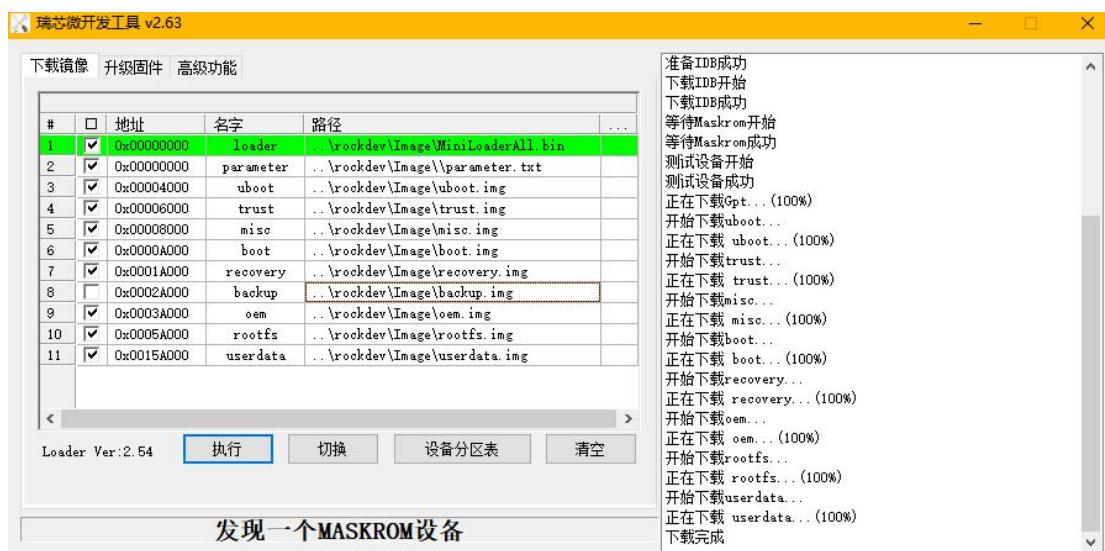 瑞芯微开发工具 v2.63
下载镜像 升级固件 高级功能
# 地址 名字 路径 ...
1 0x00000000 loader ..\rockdev\Image\MiniLoaderAll.bin
2 0x00000000 parameter ..\rockdev\Image\\parameter.txt
3 0x00004000 uboot ..\rockdev\Image\uboot.img
4 0x00006000 trust ..\rockdev\Image\trust.img
5 0x00008000 misc ..\rockdev\Image\misc.img
6 0x0000A000 boot ..\rockdev\Image\boot.img
7 0x0001A000 recovery ..\rockdev\Image\recovery.img
8 0x0002A000 backup ..\rockdev\Image\backup.img
9 0x0003A000 oem ..\rockdev\Image\oem.img
10 0x0005A000 rootfs ..\rockdev\Image\rootfs.img
11 0x0015A000 userdata ..\rockdev\Image\userdata.img
Loader Ver:2.54 执行 切换 设备分区表 清空
发现一个MASKROM设备
准备IDB成功
下载IDB开始
下载IDB成功
等待Maskrom开始
等待Maskrom成功
测试设备开始
测试设备成功
正在下载Gpt...(100%)
开始下载uboot...
正在下载 uboot...(100%)
开始下载trust...
正在下载 trust...(100%)
开始下载misc...
正在下载 misc...(100%)
开始下载boot...
正在下载 boot...(100%)
开始下载recovery...
正在下载 recovery...(100%)
开始下载oem...
正在下载 oem...(100%)
开始下载rootfs...
正在下载 rootfs...(100%)
开始下载userdata...
正在下载 userdata...(100%)
下载完成